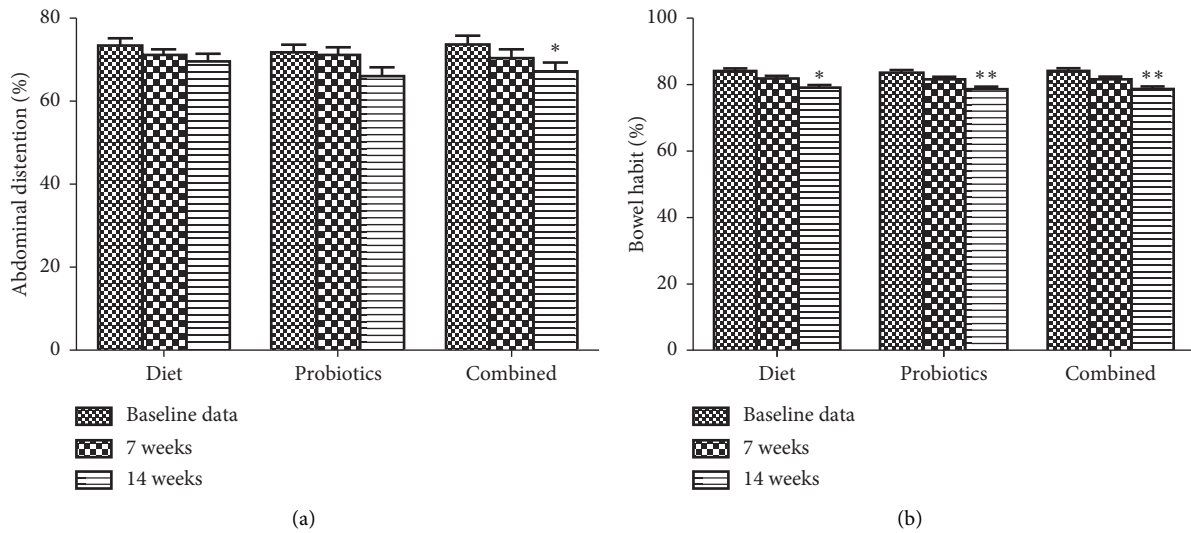 Abdominal distention (%)
80
60
40
20
0
*
Diet
Probiotics
Combined
Baseline data
7 weeks
14 weeks
(a)
Bowel habit (%)
100
80
60
40
20
0
*
**
**
Diet
Probiotics
Combined
Baseline data
7 weeks
14 weeks
(b)